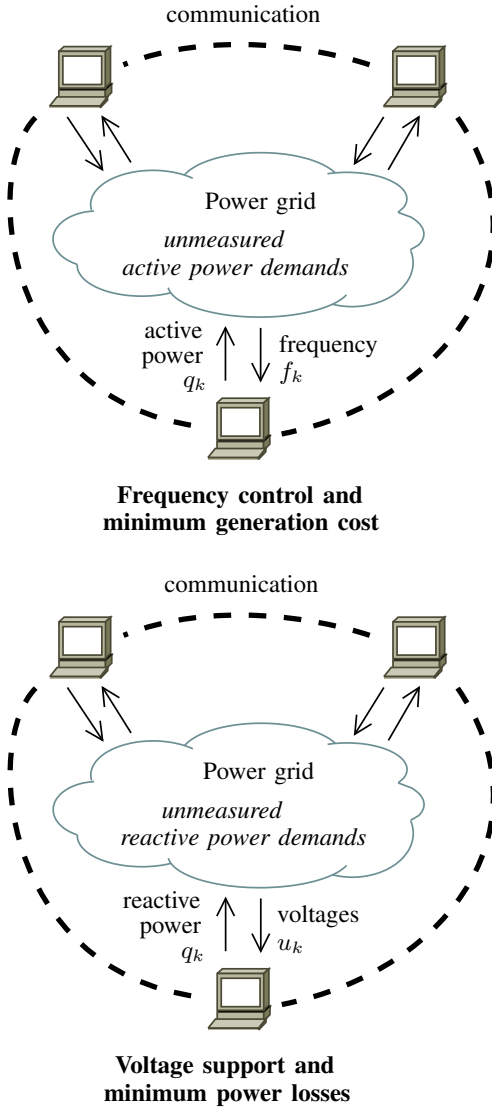 communication
Power grid
unmeasured
active power demands
active
power
q_k
frequency
f_k
Frequency control and
minimum generation cost
communication
Power grid
unmeasured
reactive power demands
reactive
power
q_k
voltages
u_k
Voltage support and
minimum power losses